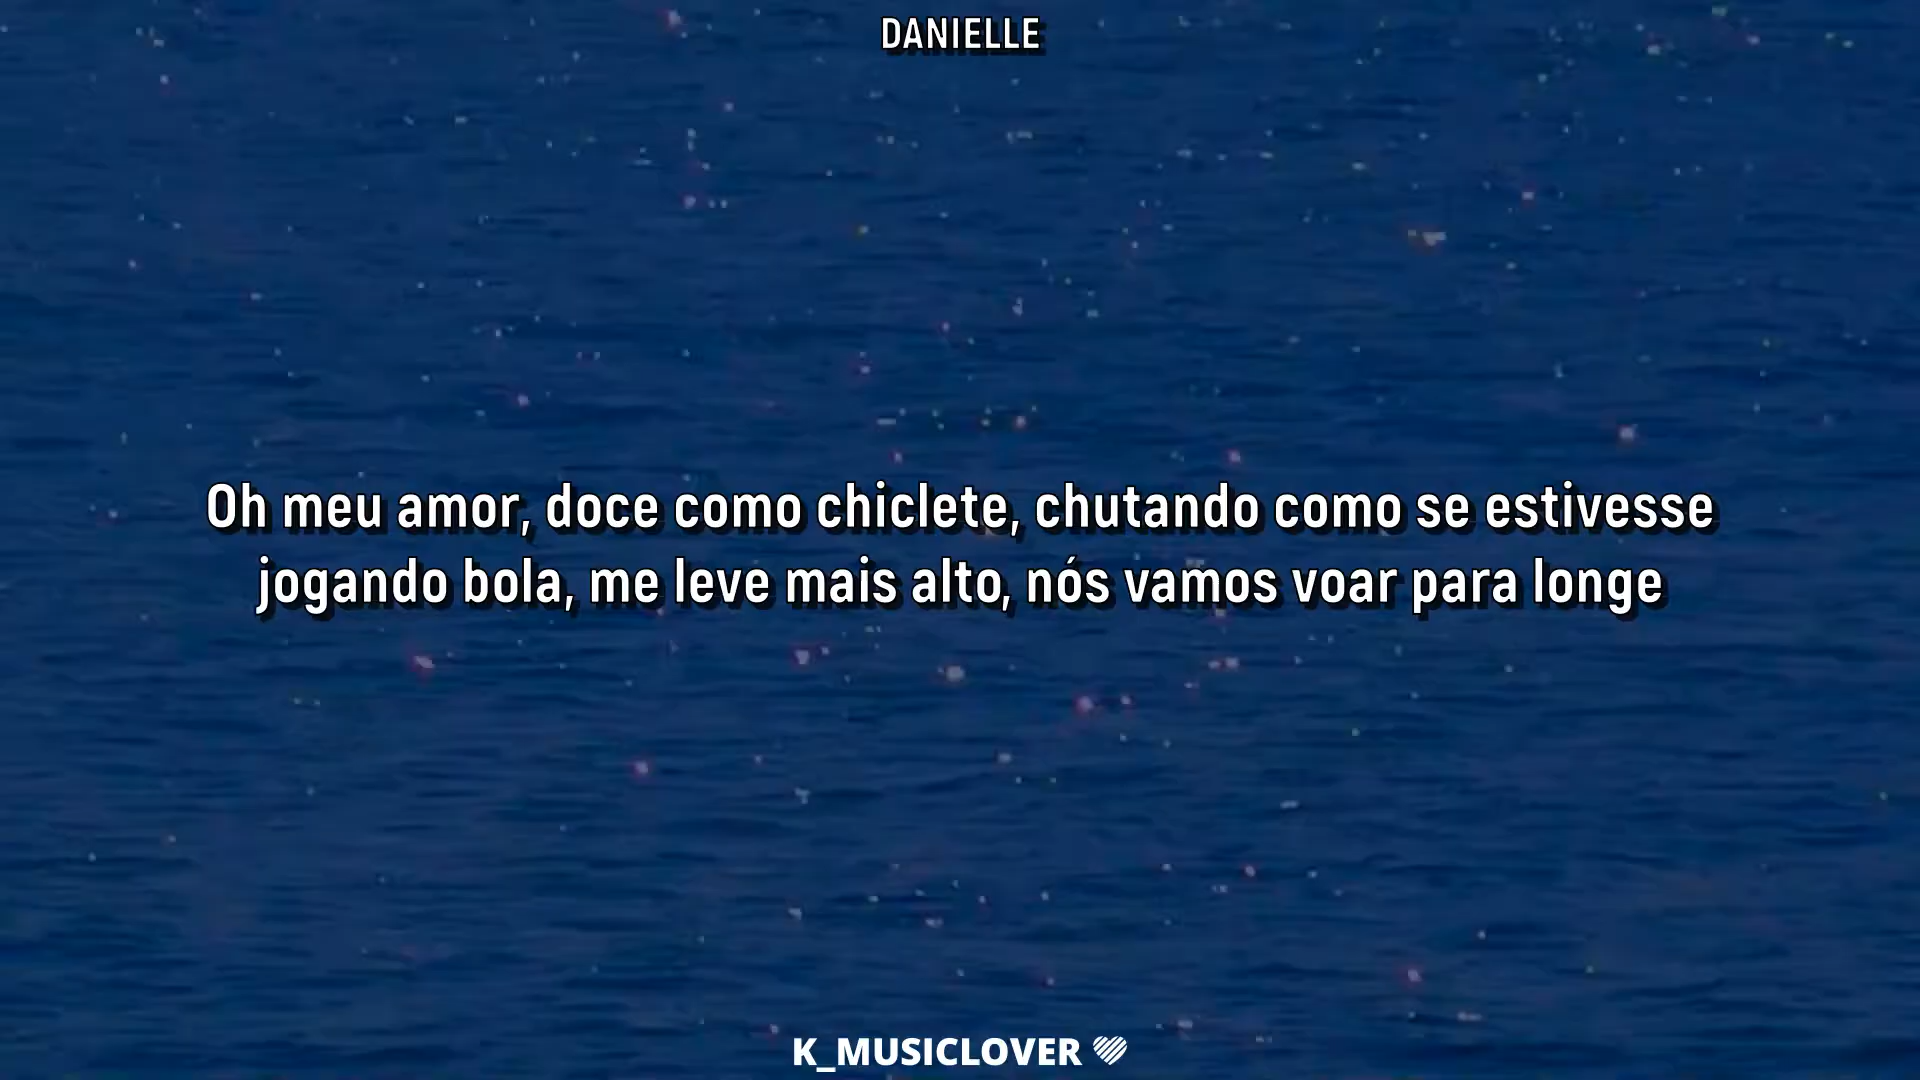 DANIELLE
Oh meu amor, doce como chiclete, chutando como se estivesse
jogando bola, me leve mais alto, nós vamos voar para longe
K_MUSICLOVER